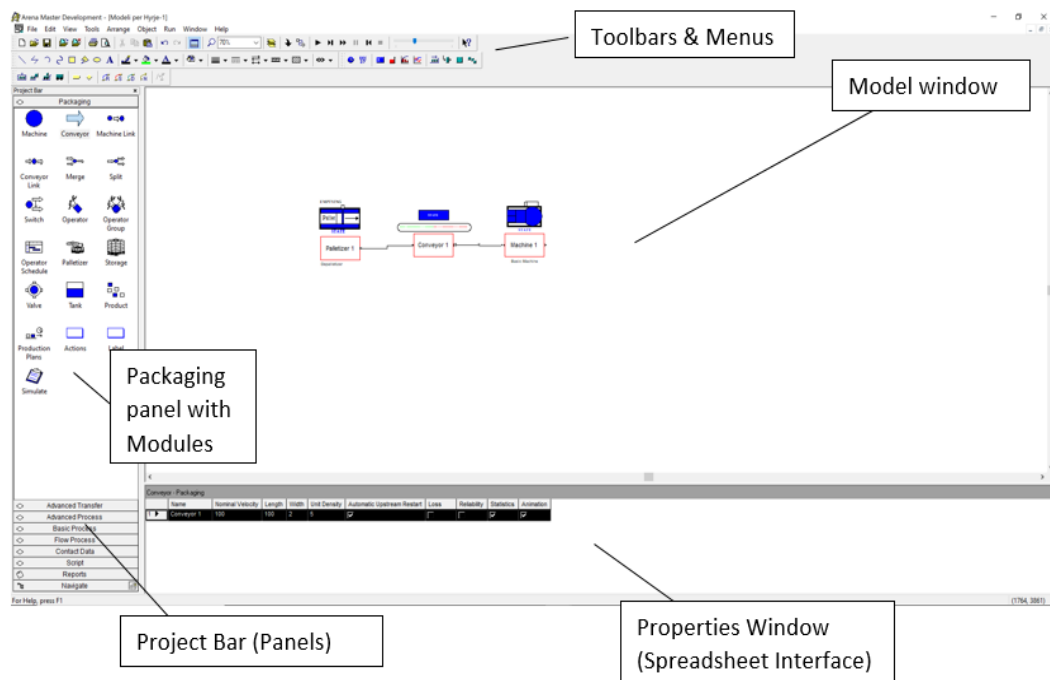 Arena Master Development - [Modeli per Hyrje-1]
File Edit View Tools Arrange Object Run Window Help
70%
Toolbars & Menus
Project Bar
Packaging
Model window
Machine Conveyor Machine Link
Conveyor Link Merge Split
Switch Operator Operator Group
Operator Schedule Palletizer Storage
Valve Tank Product
Production Plans Actions Label
Simulate
STATE
STATE
Palletizer 1 Conveyor 1 Machine 1
Basic Machine
Packaging
panel with
Modules
Conveyor - Packaging
Name Nominal Velocity Length Width Unit Density Automatic Upstream Restart Loss Reliability Statistics Animation
1 Conveyor 1 100 100 2 5
Advanced Transfer
Advanced Process
Basic Process
Flow Process
Contact Data
Script
Reports
Navigate
For Help, press F1
(1764, 3861)
Project Bar (Panels)
Properties Window
(Spreadsheet Interface)